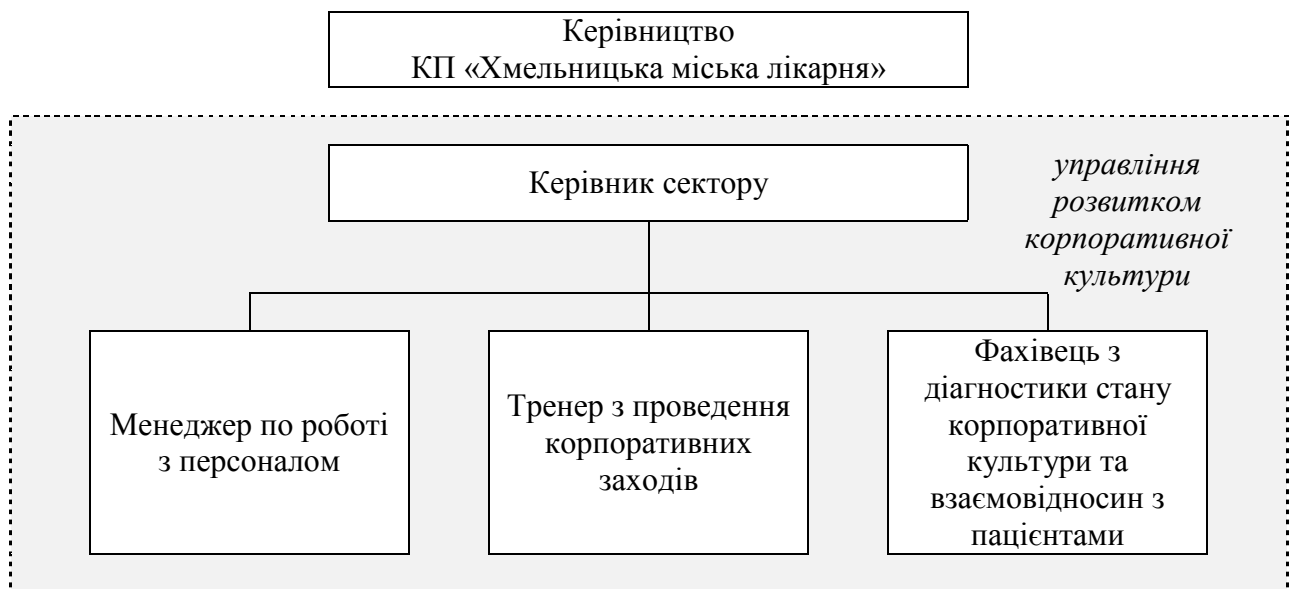 Керівництво
КП «Хмельницька міська лікарня»
Керівник сектору
управління
розвитком
корпоративної
культури
Менеджер по роботі
з персоналом
Тренер з проведення
корпоративних
заходів
Фахівець з
діагностики стану
корпоративної
культури та
взаємовідносин з
пацієнтами